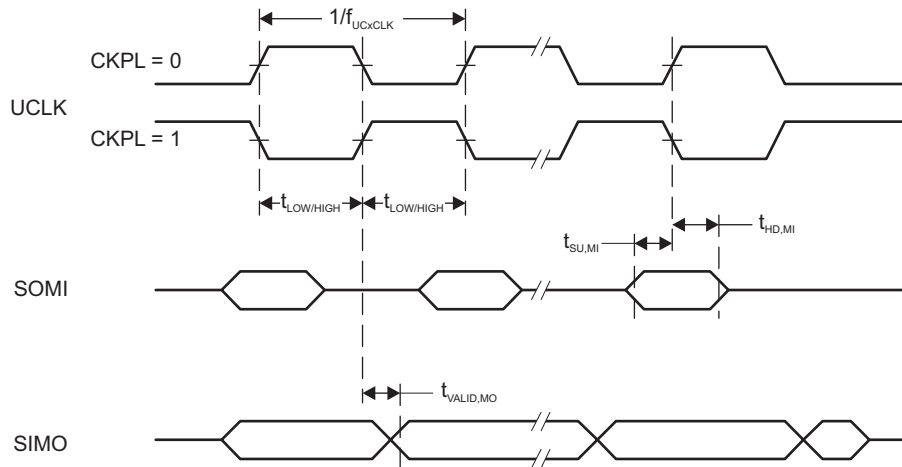 1/fUCxCLK
CKPL = 0
UCLK
CKPL = 1
tLOW/HIGH tLOW/HIGH
tHD,MI
tSU,MI
SOMI
tVALID,MO
SIMO